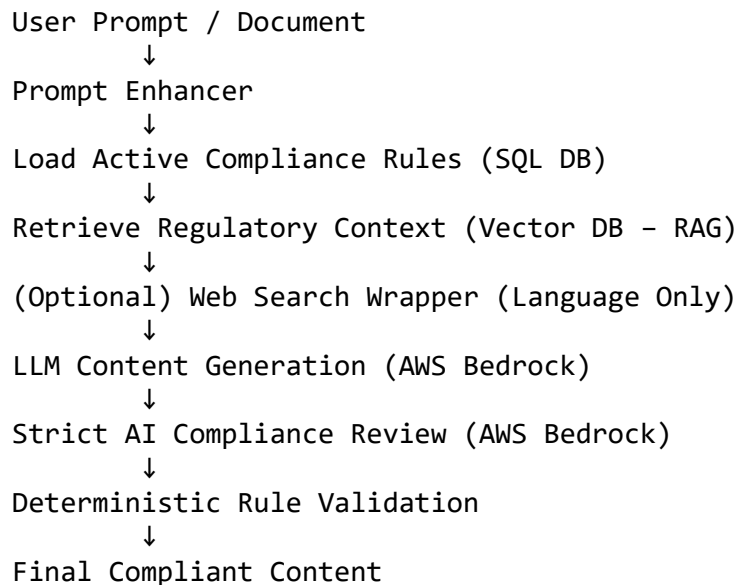 User Prompt / Document
↓
Prompt Enhancer
↓
Load Active Compliance Rules (SQL DB)
↓
Retrieve Regulatory Context (Vector DB – RAG)
↓
(Optional) Web Search Wrapper (Language Only)
↓
LLM Content Generation (AWS Bedrock)
↓
Strict AI Compliance Review (AWS Bedrock)
↓
Deterministic Rule Validation
↓
Final Compliant Content